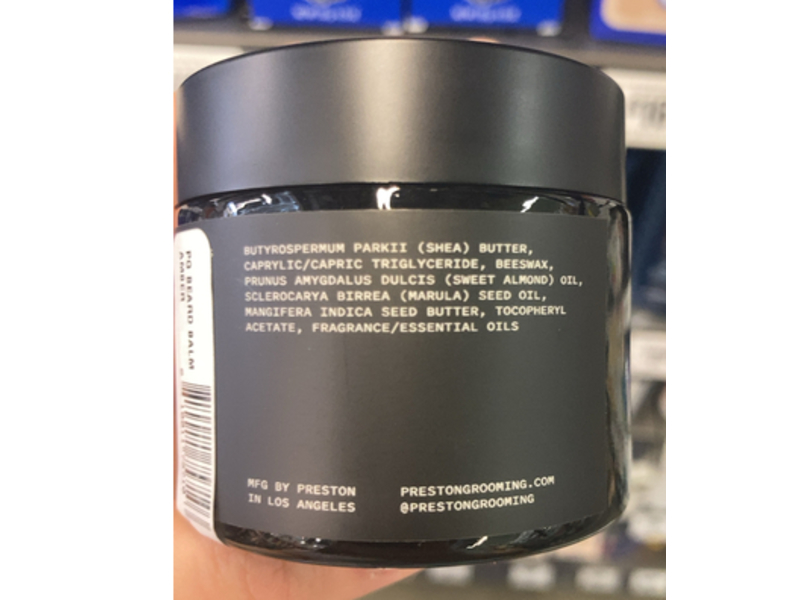 BUTYROSPERMUM PARKII (SHEA) BUTTER,
CAPRYLIC/CAPRIC TRIGLYCERIDE, BEESWAX,
PRUNUS AMYGDALUS DULCIS (SWEET ALMOND) OIL,
SCLEROCARYA BIRREA (MARULA) SEED OIL,
MANGIFERA INDICA SEED BUTTER, TOCOPHERYL
ACETATE, FRAGRANCE/ESSENTIAL OILS
MFG BY PRESTON
IN LOS ANGELES
PRESTONGROOMING.COM
@PRESTONGROOMING
PG BEARD BALM
AMBER